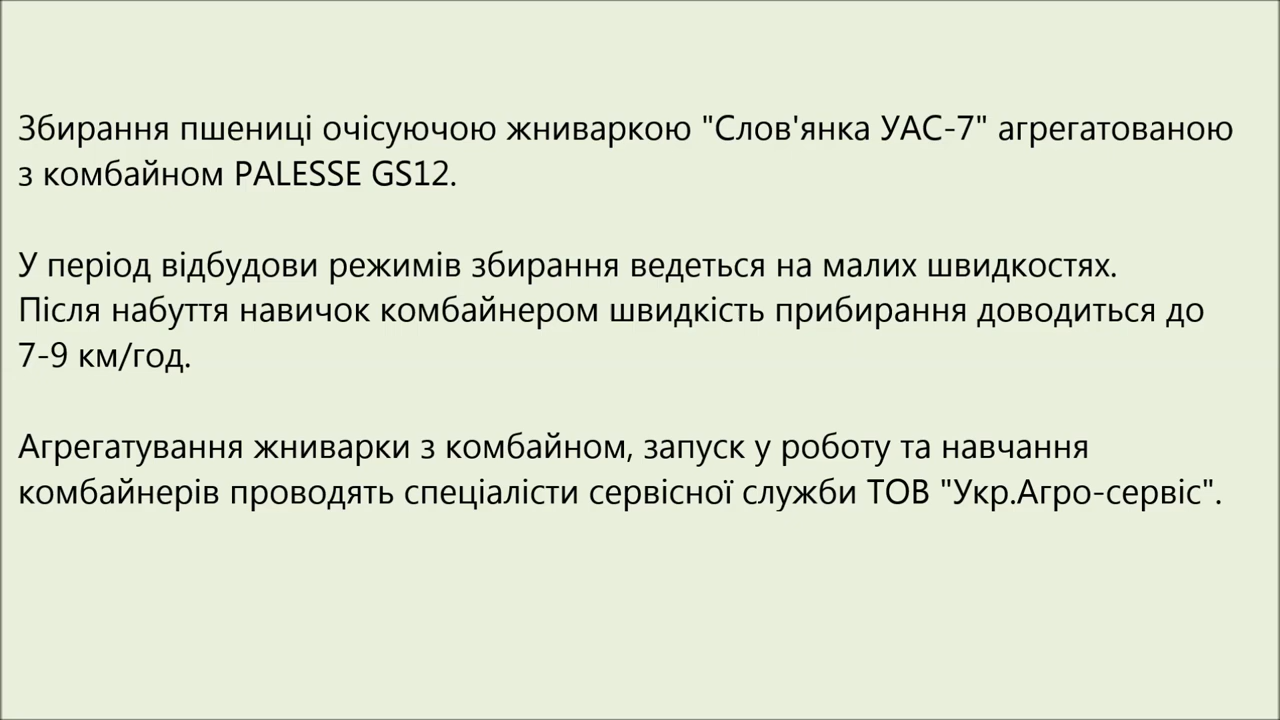 Збирання пшениці очісуючою жниваркою "Слов'янка УАС-7" агрегатованою
з комбайном PALESSE GS12.
У період відбудови режимів збирання ведеться на малих швидкостях.
Після набуття навичок комбайнером швидкість прибирання доводиться до
7-9 км/год.
Агрегатування жниварки з комбайном, запуск у роботу та навчання
комбайнерів проводять спеціалісти сервісної служби ТОВ "Укр.Агро-сервіс".